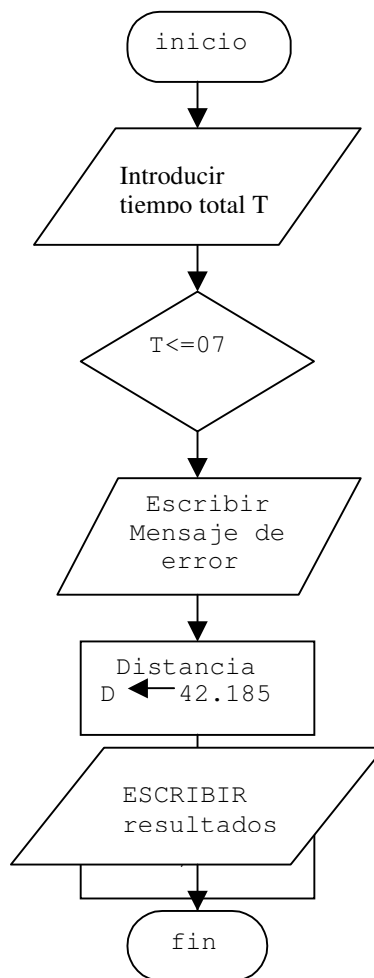 inicio
Introducir
tiempo total T
T<=07
Escribir
Mensaje de
error
Distancia
D 42.185
ESCRIBIR
resultados
fin